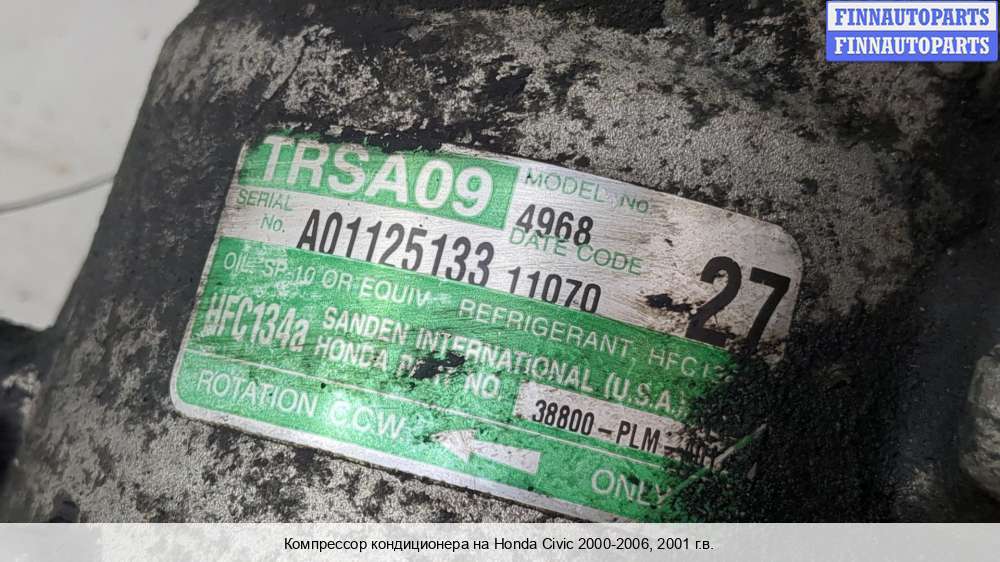 FINNAUTOPARTS
FINNAUTOPARTS
TRSA09
MODEL No.
4968
SERIAL No.
A01125133
DATE CODE
11070
27
OIL, SP-10 OR EQUIV REFRIGERANT, HFC
HFC134a
SANDEN INTERNATIONAL (U.S.A.)
HONDA NO.
38800-PLM-
ROTATION C.C.W. ONLY
Компрессор кондиционера на Honda Civic 2000-2006, 2001 г.в.